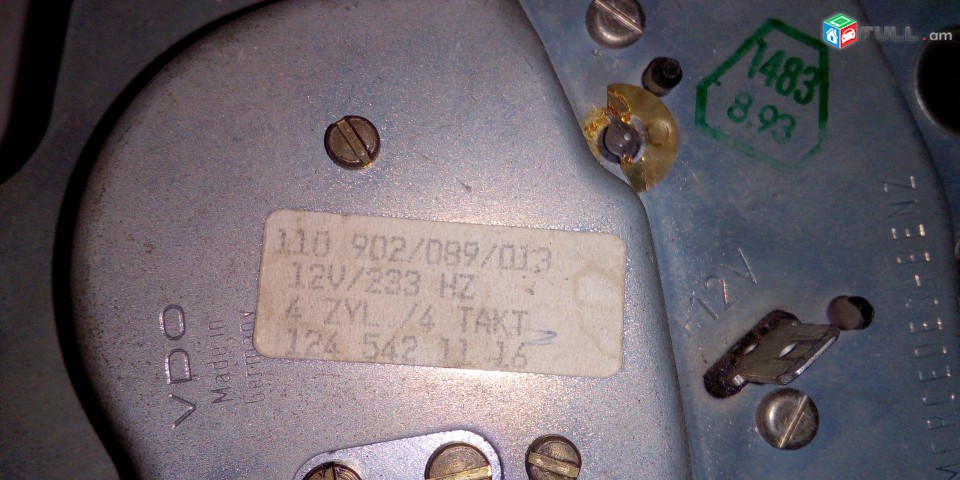 TULL.am
1483
8.93
110 902/089/013
12V/233 HZ
4 ZYL./4 TAKT
124 542 11 16
VDO
Made in
Germany
+12V
MERCEDES-BENZ